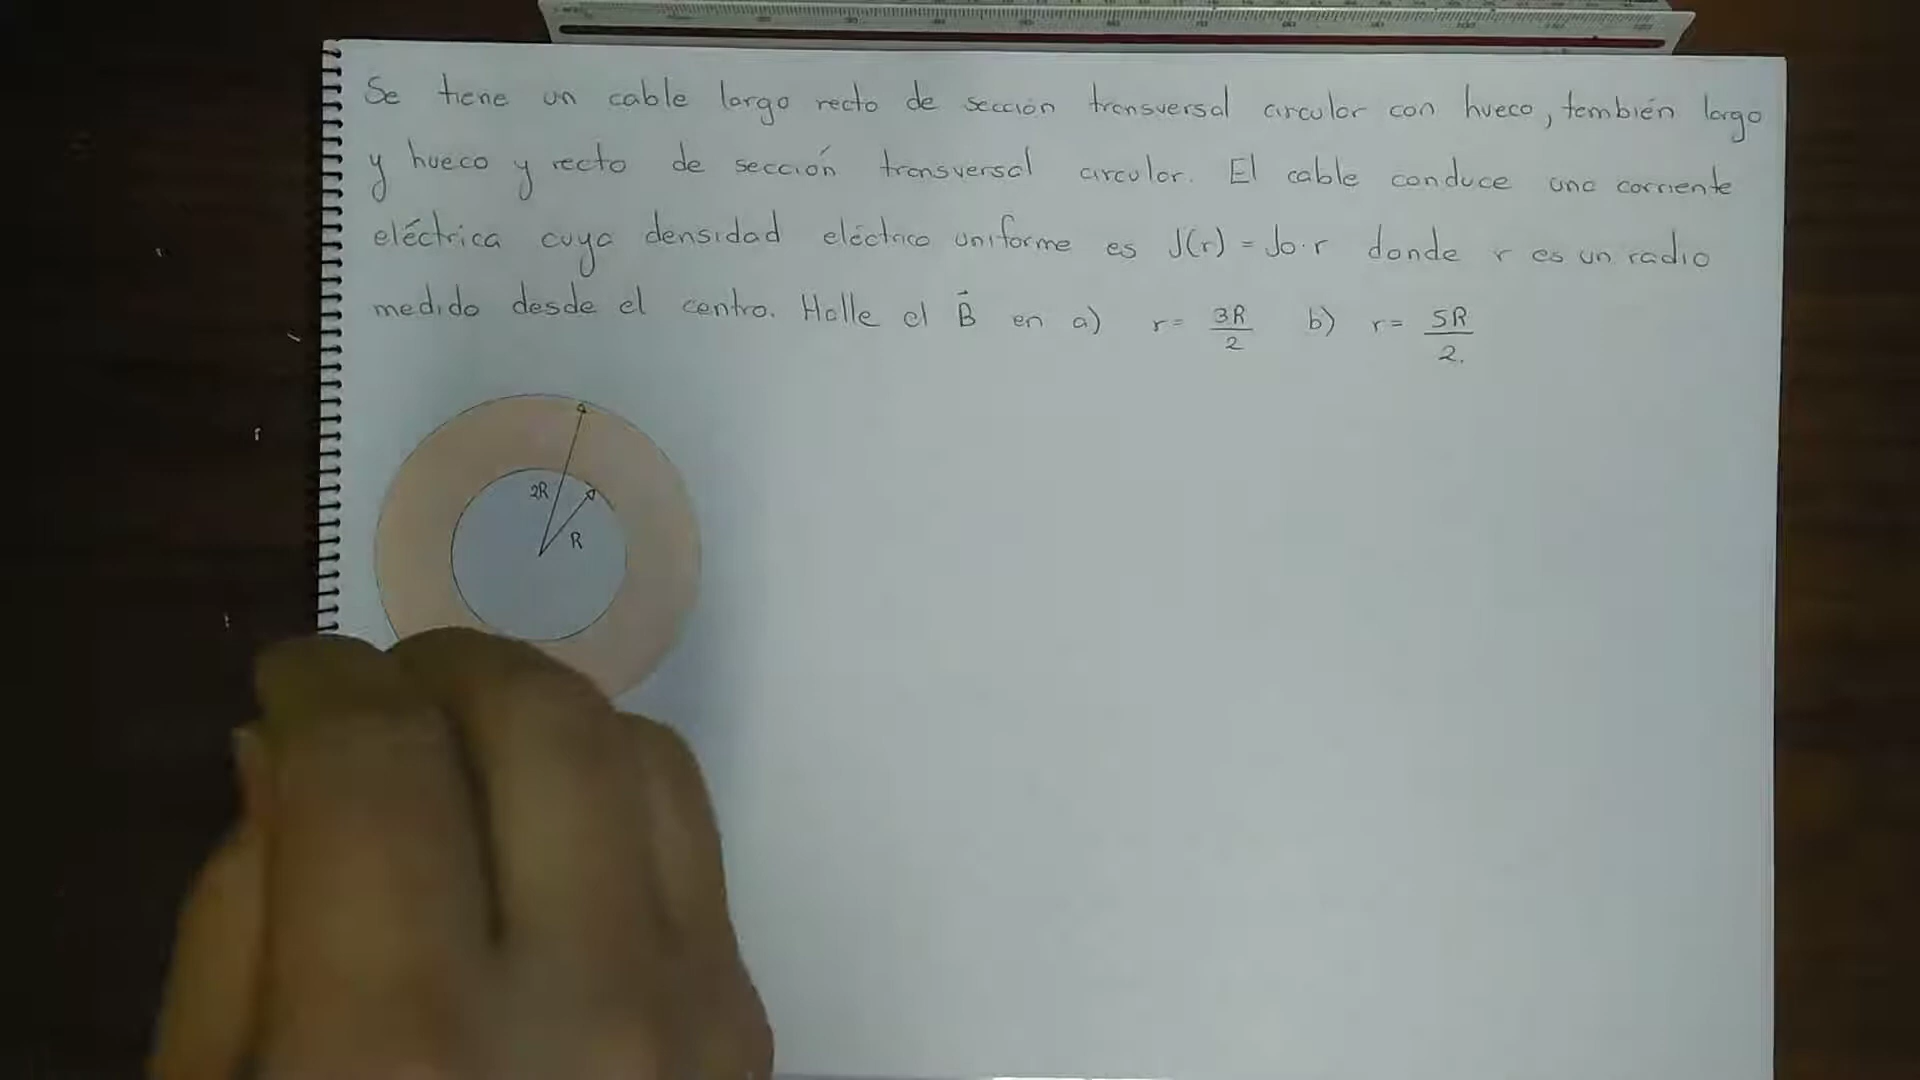 Se tiene un cable largo recto de sección transversal circular con hueco, también largo
y hueco y recto de sección transversal circular. El cable conduce una corriente
eléctrica cuya densidad eléctrica uniforme es J(r) = Jo·r donde r es un radio
medido desde el centro. Halle el B⃗ en a) r = 3R/2 b) r = 5R/2.
2R
R